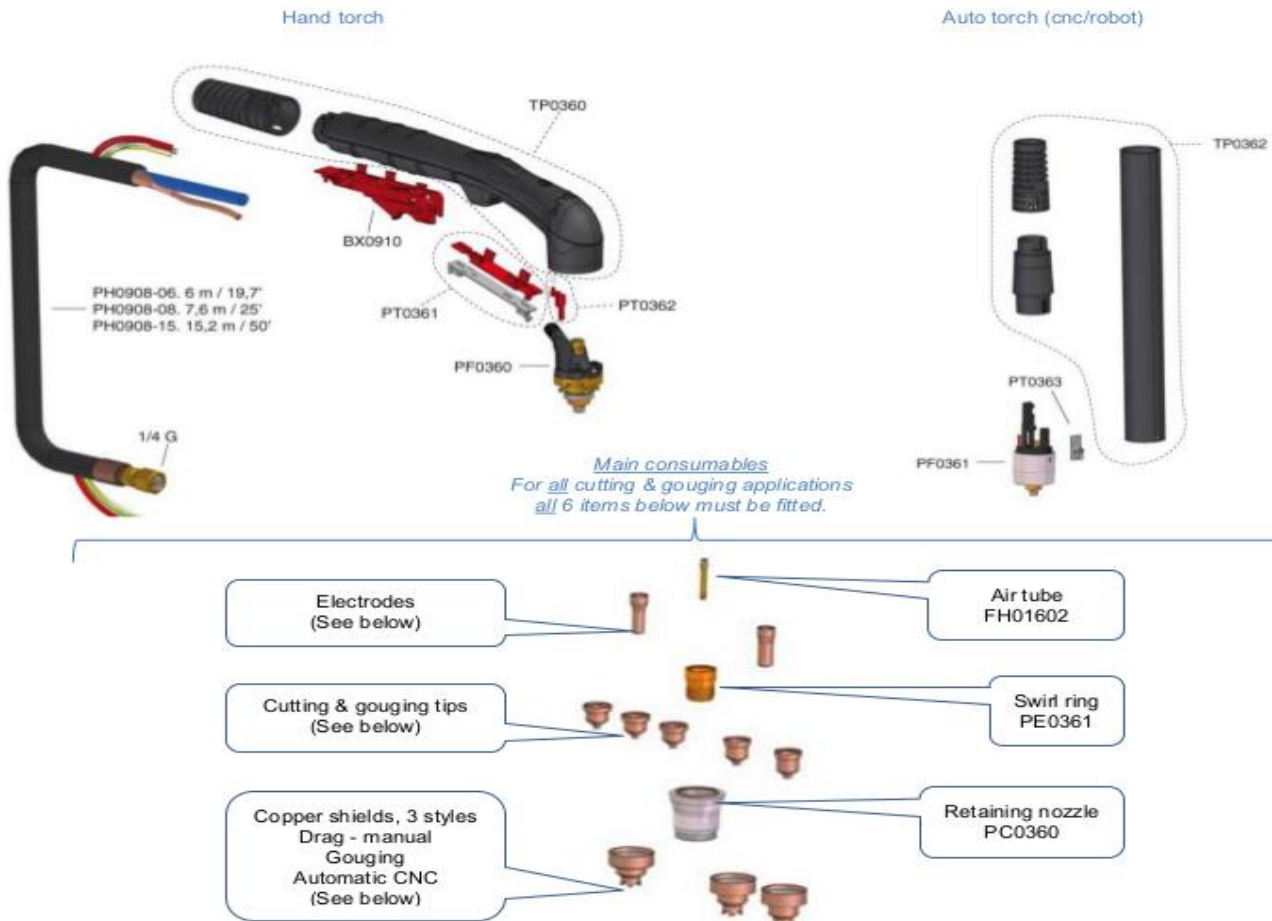 Hand torch
Auto torch (cnc/robot)
TP0360
TP0362
BX0910
PH0908-06. 6 m / 19,7'
PH0908-08. 7,6 m / 25'
PH0908-15. 15,2 m / 50'
PT0361
PT0362
PF0360
PT0363
PF0361
1/4 G
Main consumables
For all cutting & gouging applications
all 6 items below must be fitted.
Electrodes
(See below)
Air tube
FH01602
Cutting & gouging tips
(See below)
Swirl ring
PE0361
Copper shields, 3 styles
Drag - manual
Gouging
Automatic CNC
(See below)
Retaining nozzle
PC0360